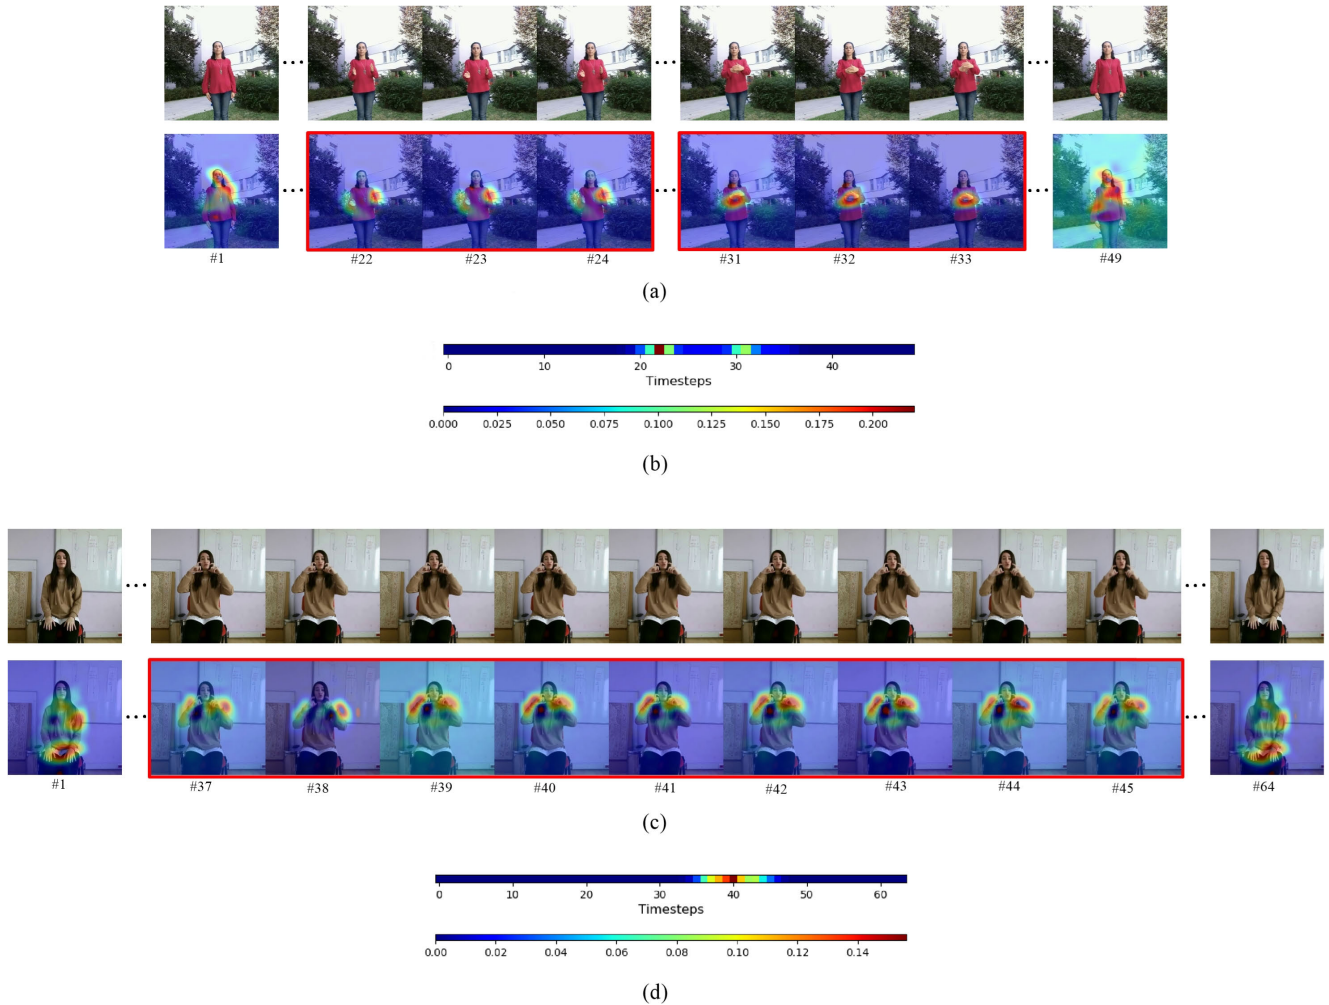 ... ... ...
... ... ...
#1 #22 #23 #24 #31 #32 #33 #49
(a)
0 10 20 30 40
Timesteps
0.000 0.025 0.050 0.075 0.100 0.125 0.150 0.175 0.200
(b)
... ...
... ...
#1 #37 #38 #39 #40 #41 #42 #43 #44 #45 #64
(c)
0 10 20 30 40 50 60
Timesteps
0.00 0.02 0.04 0.06 0.08 0.10 0.12 0.14
(d)